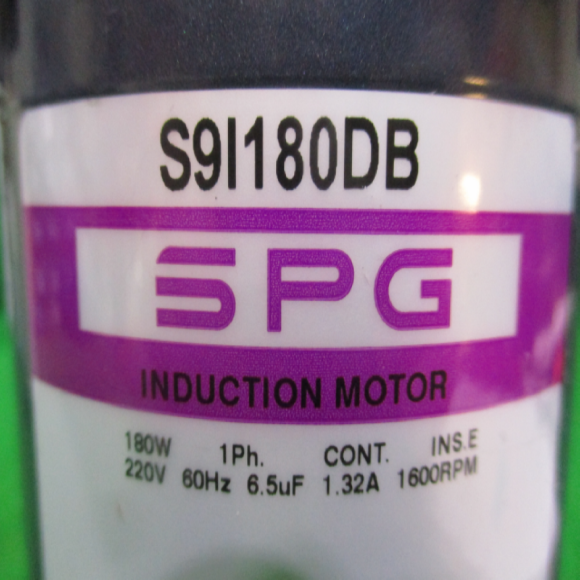 S9I180DB
SPG
INDUCTION MOTOR
180W 1Ph. CONT. INS.E
220V 60Hz 6.5uF 1.32A 1600RPM